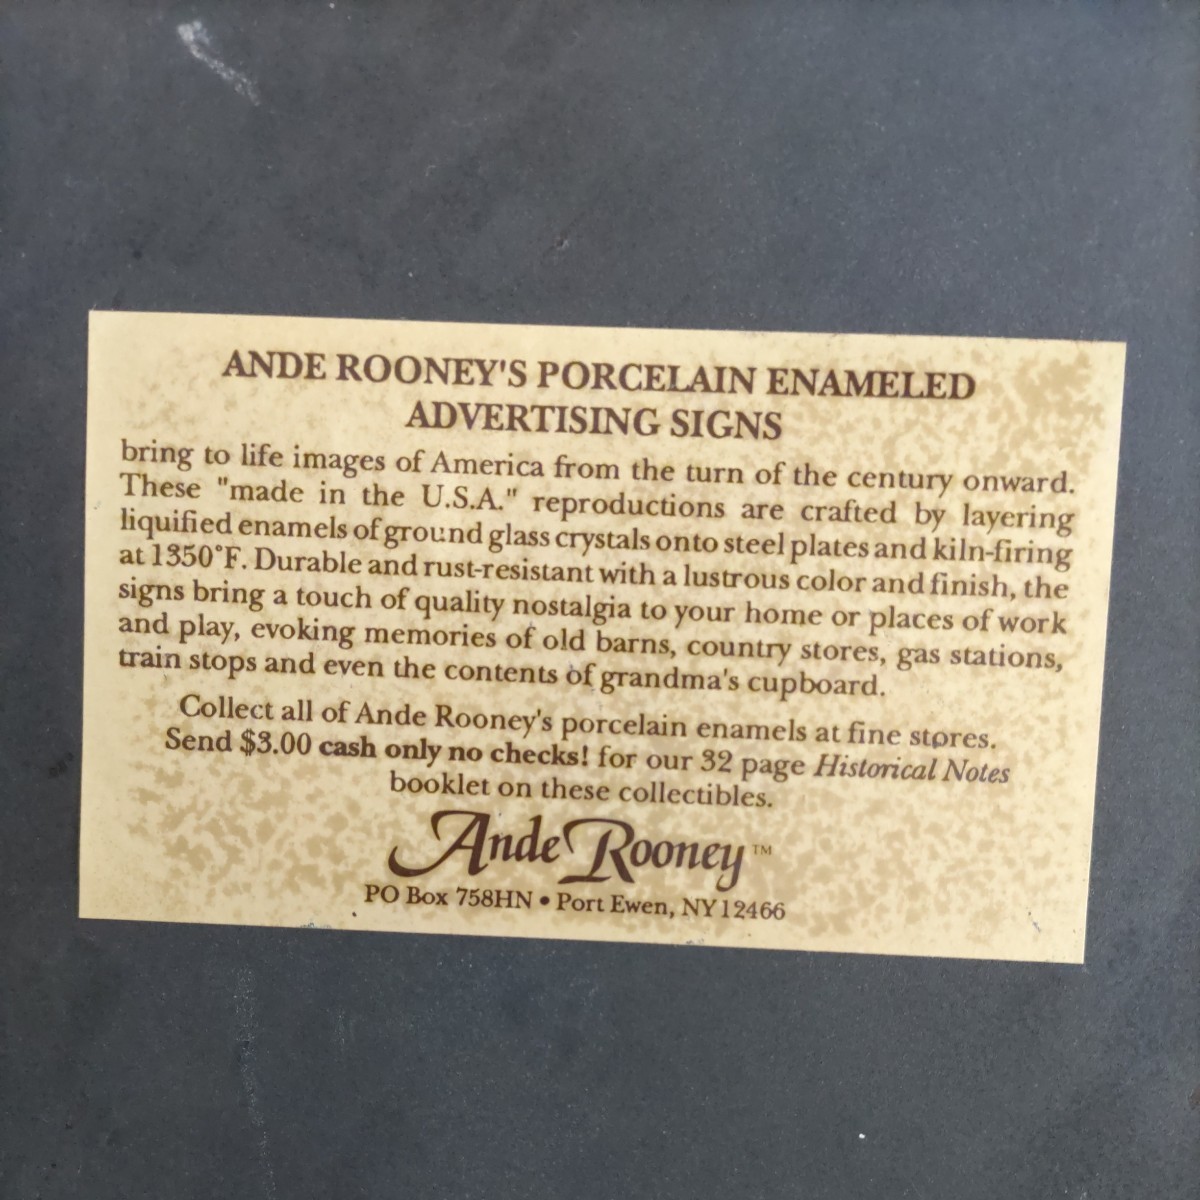 ANDE ROONEY'S PORCELAIN ENAMELED
ADVERTISING SIGNS
bring to life images of America from the turn of the century onward.
These "made in the U.S.A." reproductions are crafted by layering
liquified enamels of ground glass crystals onto steel plates and kiln-firing
at 1350°F. Durable and rust-resistant with a lustrous color and finish, the
signs bring a touch of quality nostalgia to your home or places of work
and play, evoking memories of old barns, country stores, gas stations,
train stops and even the contents of grandma's cupboard.
Collect all of Ande Rooney's porcelain enamels at fine stores.
Send $3.00 cash only no checks! for our 32 page Historical Notes
booklet on these collectibles.
Ande Rooney™
PO Box 758HN • Port Ewen, NY 12466